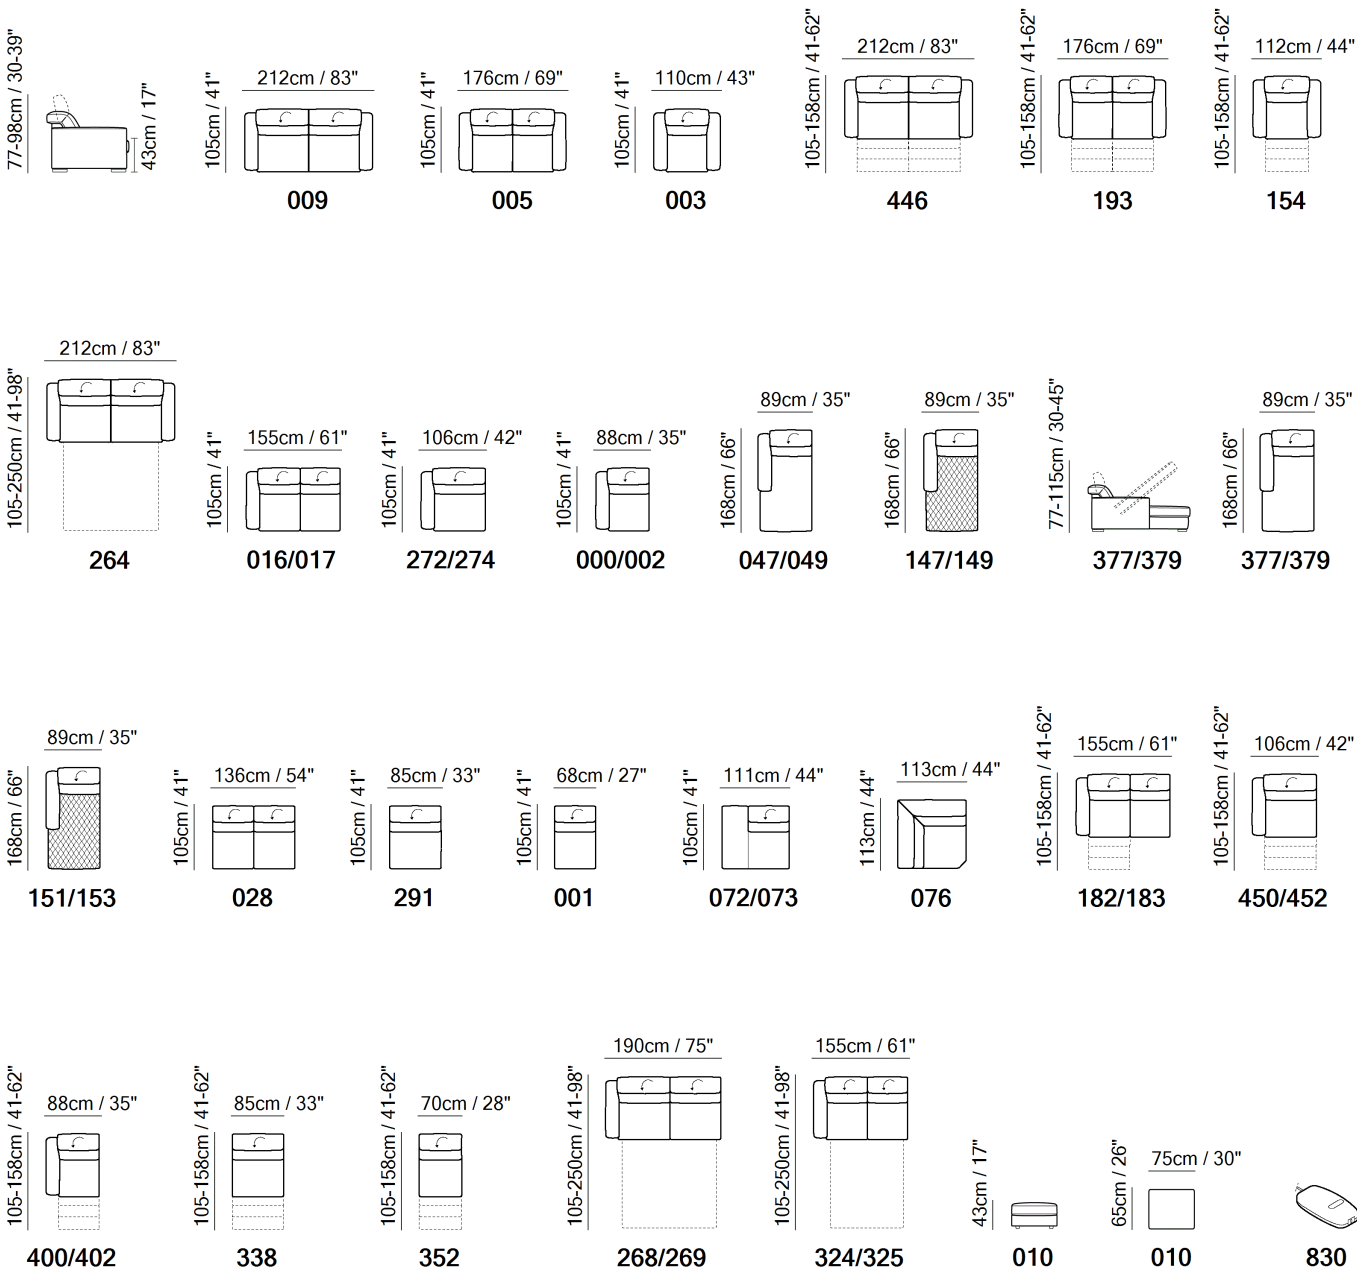 77-98cm / 30-39"
43cm / 17"
212cm / 83"
105cm / 41"
009
176cm / 69"
105cm / 41"
005
110cm / 43"
105cm / 41"
003
212cm / 83"
105-158cm / 41-62"
446
176cm / 69"
105-158cm / 41-62"
193
112cm / 44"
105-158cm / 41-62"
154
212cm / 83"
105-250cm / 41-98"
264
155cm / 61"
105cm / 41"
016/017
106cm / 42"
105cm / 41"
272/274
88cm / 35"
105cm / 41"
000/002
89cm / 35"
168cm / 66"
047/049
89cm / 35"
168cm / 66"
147/149
77-115cm / 30-45"
377/379
89cm / 35"
168cm / 66"
377/379
89cm / 35"
168cm / 66"
151/153
136cm / 54"
105cm / 41"
028
85cm / 33"
105cm / 41"
291
68cm / 27"
105cm / 41"
001
111cm / 44"
105cm / 41"
072/073
113cm / 44"
113cm / 44"
076
155cm / 61"
105-158cm / 41-62"
182/183
106cm / 42"
105-158cm / 41-62"
450/452
88cm / 35"
105-158cm / 41-62"
400/402
85cm / 33"
105-158cm / 41-62"
338
70cm / 28"
105-158cm / 41-62"
352
190cm / 75"
105-250cm / 41-98"
268/269
155cm / 61"
105-250cm / 41-98"
324/325
43cm / 17"
010
75cm / 30"
65cm / 26"
010
830